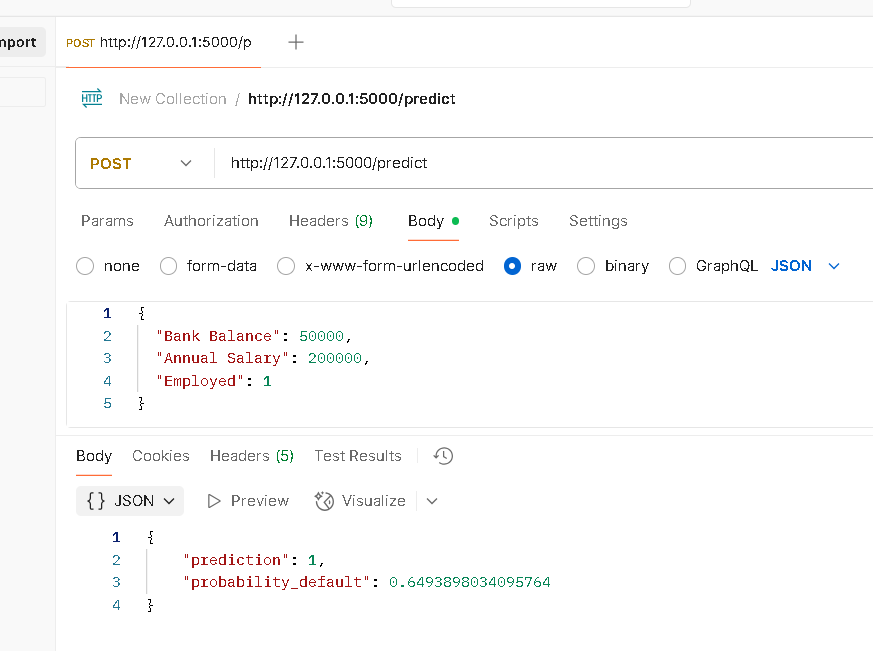 mport
POST http://127.0.0.1:5000/p
HTTP New Collection / http://127.0.0.1:5000/predict
POST http://127.0.0.1:5000/predict
Params Authorization Headers (9) Body Scripts Settings
none form-data x-www-form-urlencoded raw binary GraphQL JSON
1 {
2 "Bank Balance": 50000,
3 "Annual Salary": 200000,
4 "Employed": 1
5 }
Body Cookies Headers (5) Test Results
{} JSON Preview Visualize
1 {
2 "prediction": 1,
3 "probability_default": 0.6493898034095764
4 }